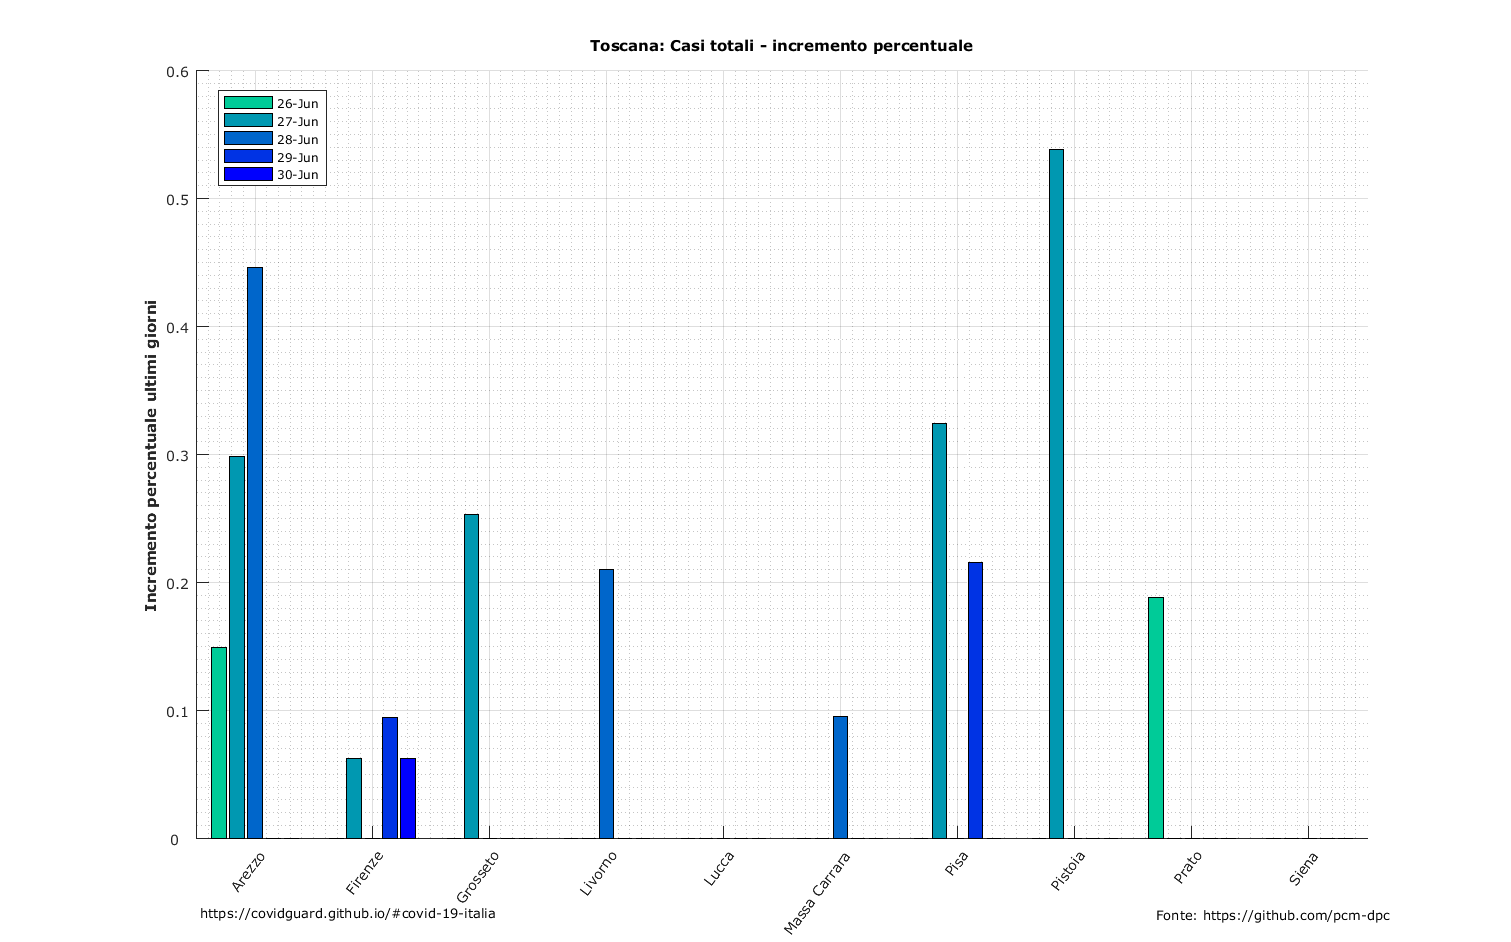 Toscana: Casi totali - incremento percentuale
0.6
0.5
0.4
0.3
0.2
0.1
0
Incremento percentuale ultimi giorni
26-Jun
27-Jun
28-Jun
29-Jun
30-Jun
Arezzo
Firenze
Grosseto
Livorno
Lucca
Massa Carrara
Pisa
Pistoia
Prato
Siena
https://covidguard.github.io/#covid-19-italia
Fonte: https://github.com/pcm-dpc